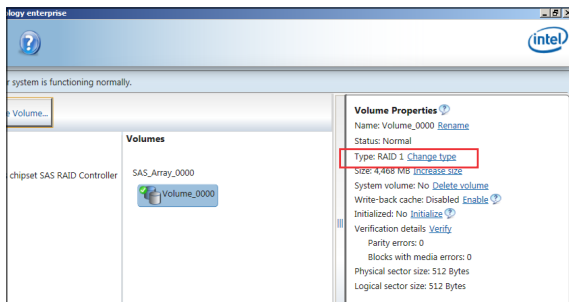 ology enterprise
intel
r system is functioning normally.
e Volume...
Volumes
chipset SAS RAID Controller
SAS_Array_0000
Volume_0000
Volume Properties
Name: Volume_0000 Rename
Status: Normal
Type: RAID 1 Change type
Size: 4,468 MB Increase size
System volume: No Delete volume
Write-back cache: Disabled Enable
Initialized: No Initialize
Verification details Verify
Parity errors: 0
Blocks with media errors: 0
Physical sector size: 512 Bytes
Logical sector size: 512 Bytes